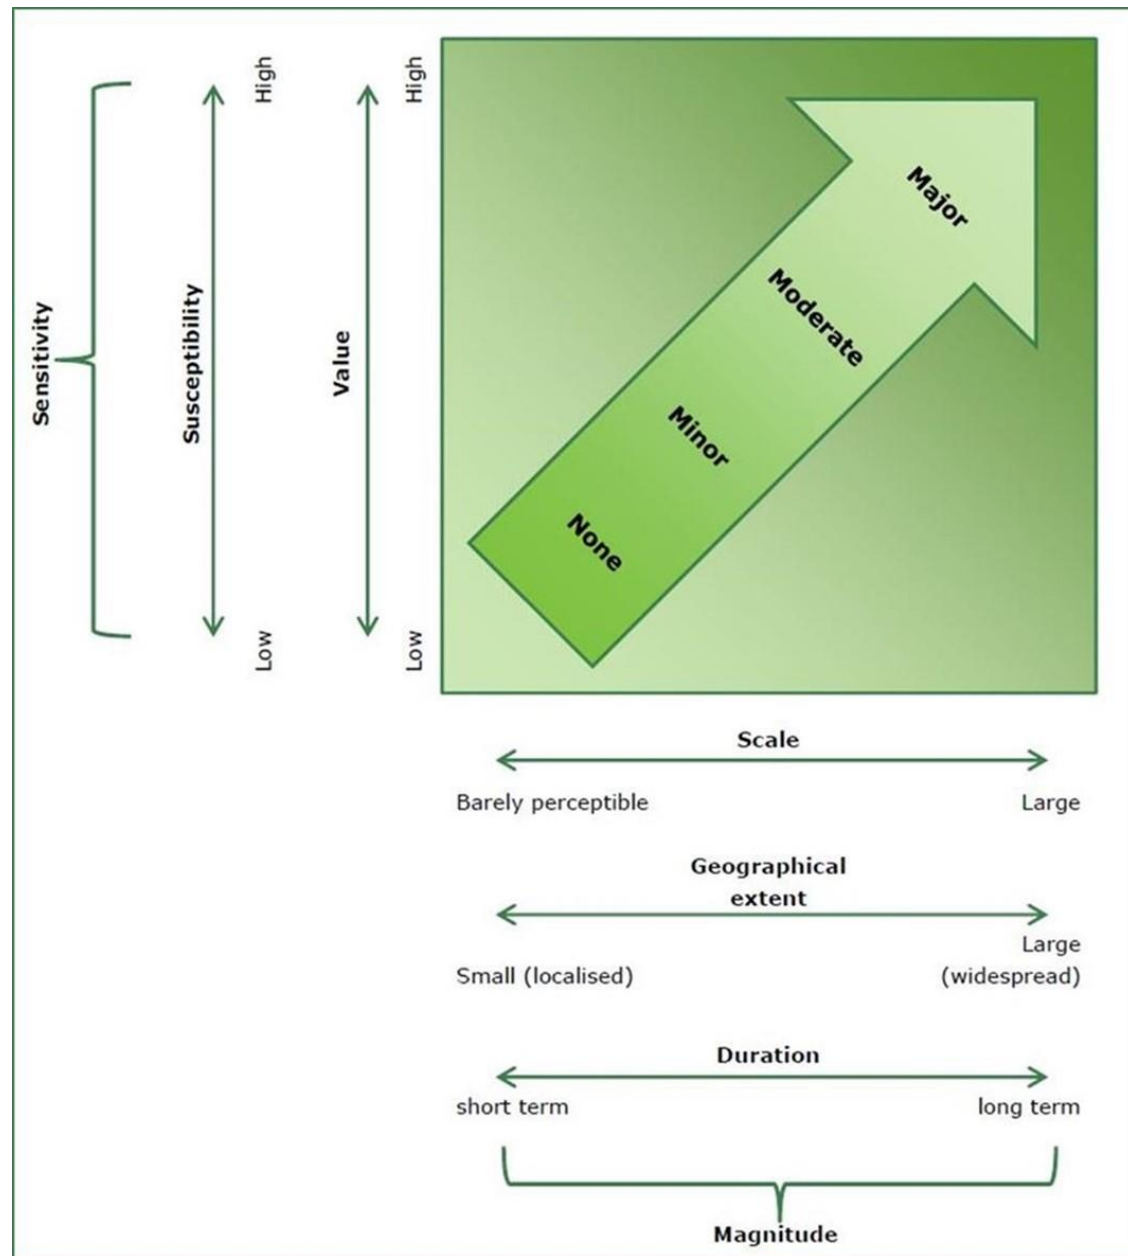 Sensitivity
Susceptibility
High
Low
Value
High
Low
Major
Moderate
Minor
None
Scale
Barely perceptible
Large
Geographical
extent
Small (localised)
Large
(widespread)
Duration
short term
long term
Magnitude